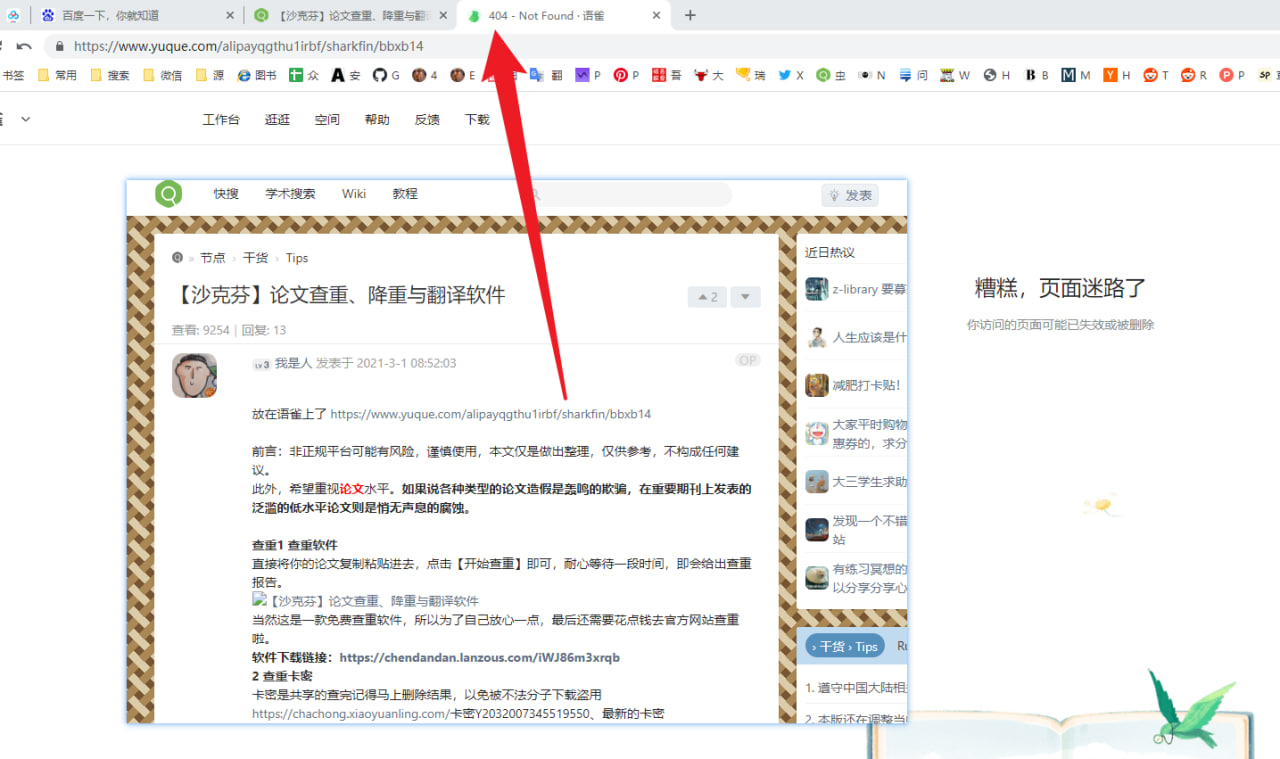 百度一下，你就知道
【沙克芬】论文查重、降重与翻译
404 - Not Found · 语雀
https://www.yuque.com/alipayqgthu1irbf/sharkfin/bbxb14
书签 常用 搜索 微信 源 图书 众 安 G 4 E 翻 P P 吾 大 瑞 X 虫 N 问 W H B M H T R P
工作台 逛逛 空间 帮助 反馈 下载
快搜 学术搜索 Wiki 教程 发表
» 节点 › 干货 › Tips
【沙克芬】论文查重、降重与翻译软件
2
查看: 9254 | 回复: 13
LV 3 我是人 发表于 2021-3-1 08:52:03
OP
放在语雀上了 https://www.yuque.com/alipayqgthu1irbf/sharkfin/bbxb14
前言：非正规平台可能有风险，谨慎使用，本文仅是做出整理，仅供参考，不构成任何建
议。
此外，希望重视论文水平。如果说各种类型的论文造假是轰鸣的欺骗，在重要期刊上发表的
泛滥的低水平论文则是悄无声息的腐蚀。
查重1 查重软件
直接将你的论文复制粘贴进去，点击【开始查重】即可，耐心等待一段时间，即会给出查重
报告。
【沙克芬】论文查重、降重与翻译软件
当然这是一款免费查重软件，所以为了自己放心一点，最后还需要花点钱去官方网站查重
啦。
软件下载链接：https://chendandan.lanzous.com/iWJ86m3xrqb
2 查重卡密
卡密是共享的查完记得马上删除结果，以免被不法分子下载盗用
https://chachong.xiaoyuanling.com/卡密Y2032007345519550、最新的卡密
近日热议
z-library 要募
人生应该是什
减肥打卡贴！
大家平时购物
惠券的，求分
大三学生求助
发现一个不错
站
有练习冥想的
以分享分享心
› 干货 › Tips
1. 遵守中国大陆相
2. 本版还在调整当
糟糕，页面迷路了
你访问的页面可能已失效或被删除